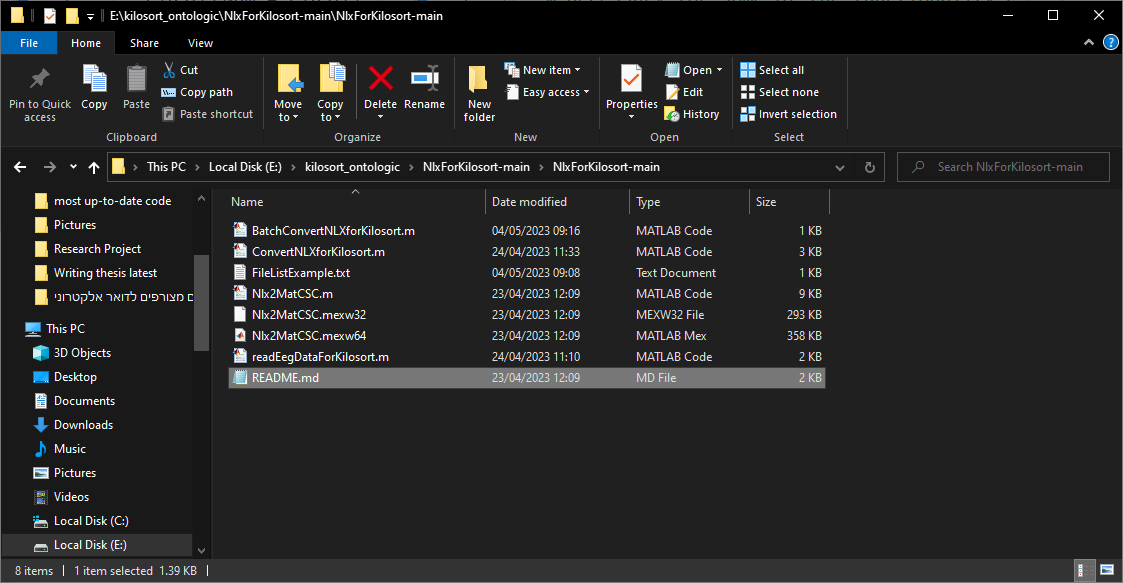 E:\kilosort_ontologic\NlxForKilosort-main\NlxForKilosort-main
File Home Share View
Pin to Quick access
Copy
Paste
Cut
Copy path
Paste shortcut
Clipboard
Move to
Copy to
Delete
Rename
Organize
New folder
New item
Easy access
New
Properties
Open
Edit
History
Open
Select all
Select none
Invert selection
Select
This PC > Local Disk (E:) > kilosort_ontologic > NlxForKilosort-main > NlxForKilosort-main
Search NlxForKilosort-main
most up-to-date code
Pictures
Research Project
Writing thesis latest
ם מצורפים לדואר אלקטרוני
This PC
3D Objects
Desktop
Documents
Downloads
Music
Pictures
Videos
Local Disk (C:)
Local Disk (E:)
Name Date modified Type Size
BatchConvertNLXforKilosort.m 04/05/2023 09:16 MATLAB Code 1 KB
ConvertNLXforKilosort.m 24/04/2023 11:33 MATLAB Code 3 KB
FileListExample.txt 04/05/2023 09:08 Text Document 1 KB
Nlx2MatCSC.m 23/04/2023 12:09 MATLAB Code 9 KB
Nlx2MatCSC.mexw32 23/04/2023 12:09 MEXW32 File 293 KB
Nlx2MatCSC.mexw64 23/04/2023 12:09 MATLAB Mex 358 KB
readEegDataForKilosort.m 24/04/2023 11:10 MATLAB Code 2 KB
README.md 23/04/2023 12:09 MD File 2 KB
8 items 1 item selected 1.39 KB